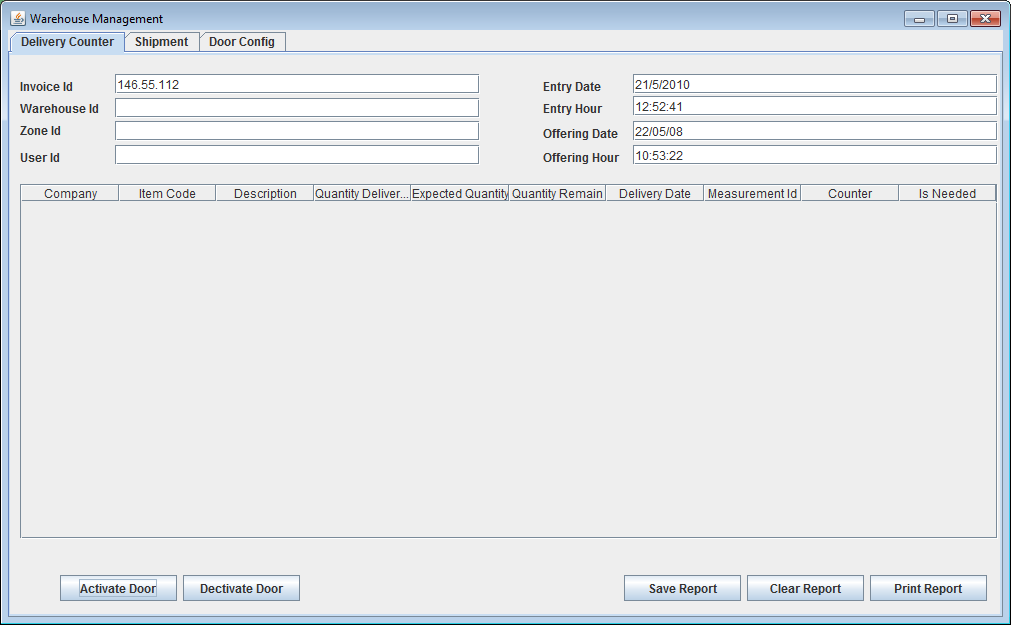 Warehouse Management
Delivery Counter Shipment Door Config
Invoice Id 146.55.112 Entry Date 21/5/2010
Warehouse Id Entry Hour 12:52:41
Zone Id Offering Date 22/05/08
User Id Offering Hour 10:53:22
Company Item Code Description Quantity Deliver... Expected Quantity Quantity Remain Delivery Date Measurement Id Counter Is Needed
Activate Door Dectivate Door Save Report Clear Report Print Report